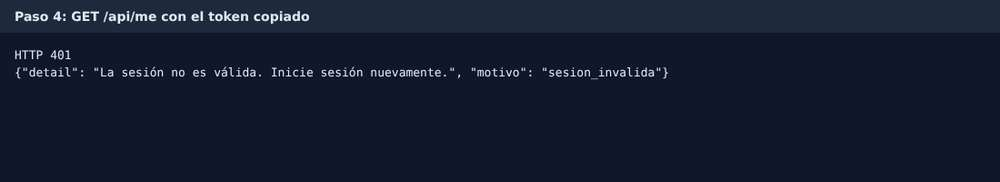 Paso 4: GET /api/me con el token copiado
HTTP 401
{"detail": "La sesión no es válida. Inicie sesión nuevamente.", "motivo": "sesion_invalida"}